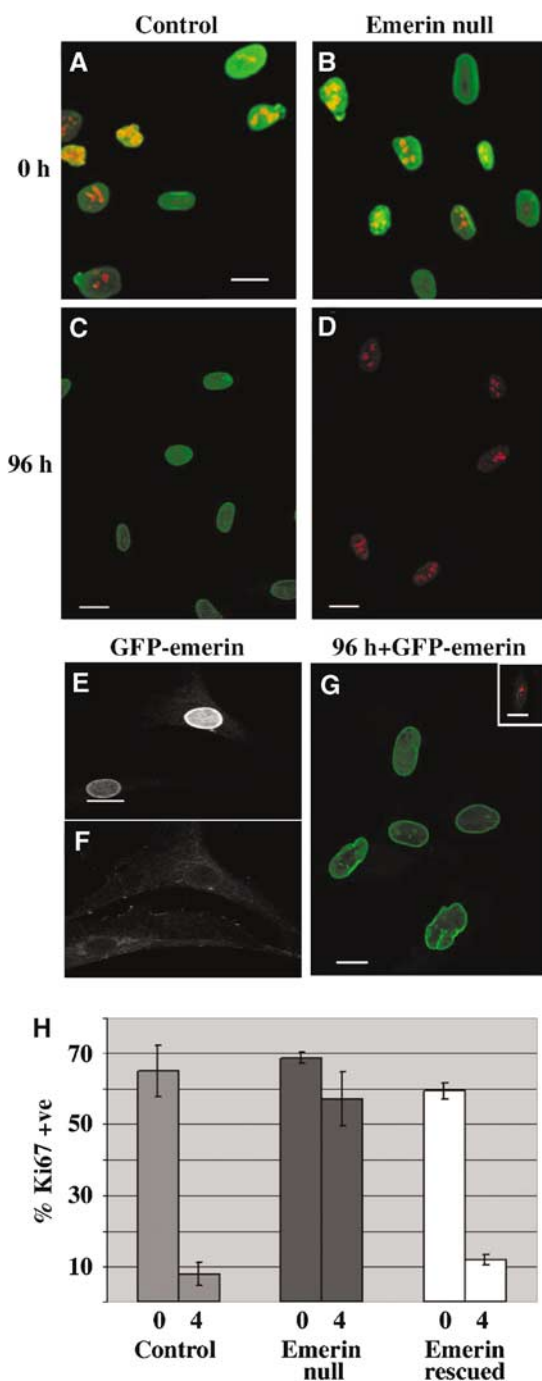 Control Emerin null
A B
0 h
C D
96 h
GFP-emerin 96 h+GFP-emerin
E G
F
H
70
50
30
10
% Ki67 +ve
0 4 0 4 0 4
Control Emerin Emerin
null rescued